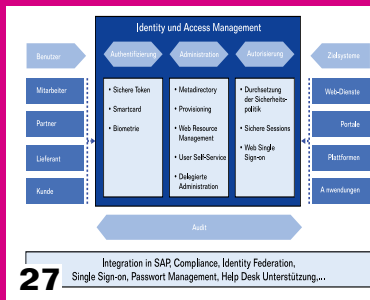 Identity und Access Management
Benutzer
Authentifizierung
Administration
Autorisierung
Zielsysteme
Mitarbeiter
Partner
Lieferant
Kunde
• Sichere Token
• Smartcard
• Biometrie
• Metadirectory
• Provisioning
• Web Resource
Management
• User Self-Service
• Delegierte
Administration
• Durchsetzung
der Sicherheits-
politik
• Sichere Sessions
• Web Single
Sign-on
Web-Dienste
Portale
Plattformen
Anwendungen
Audit
Integration in SAP, Compliance, Identity Federation,
Single Sign-on, Passwort Management, Help Desk Unterstützung,...
27